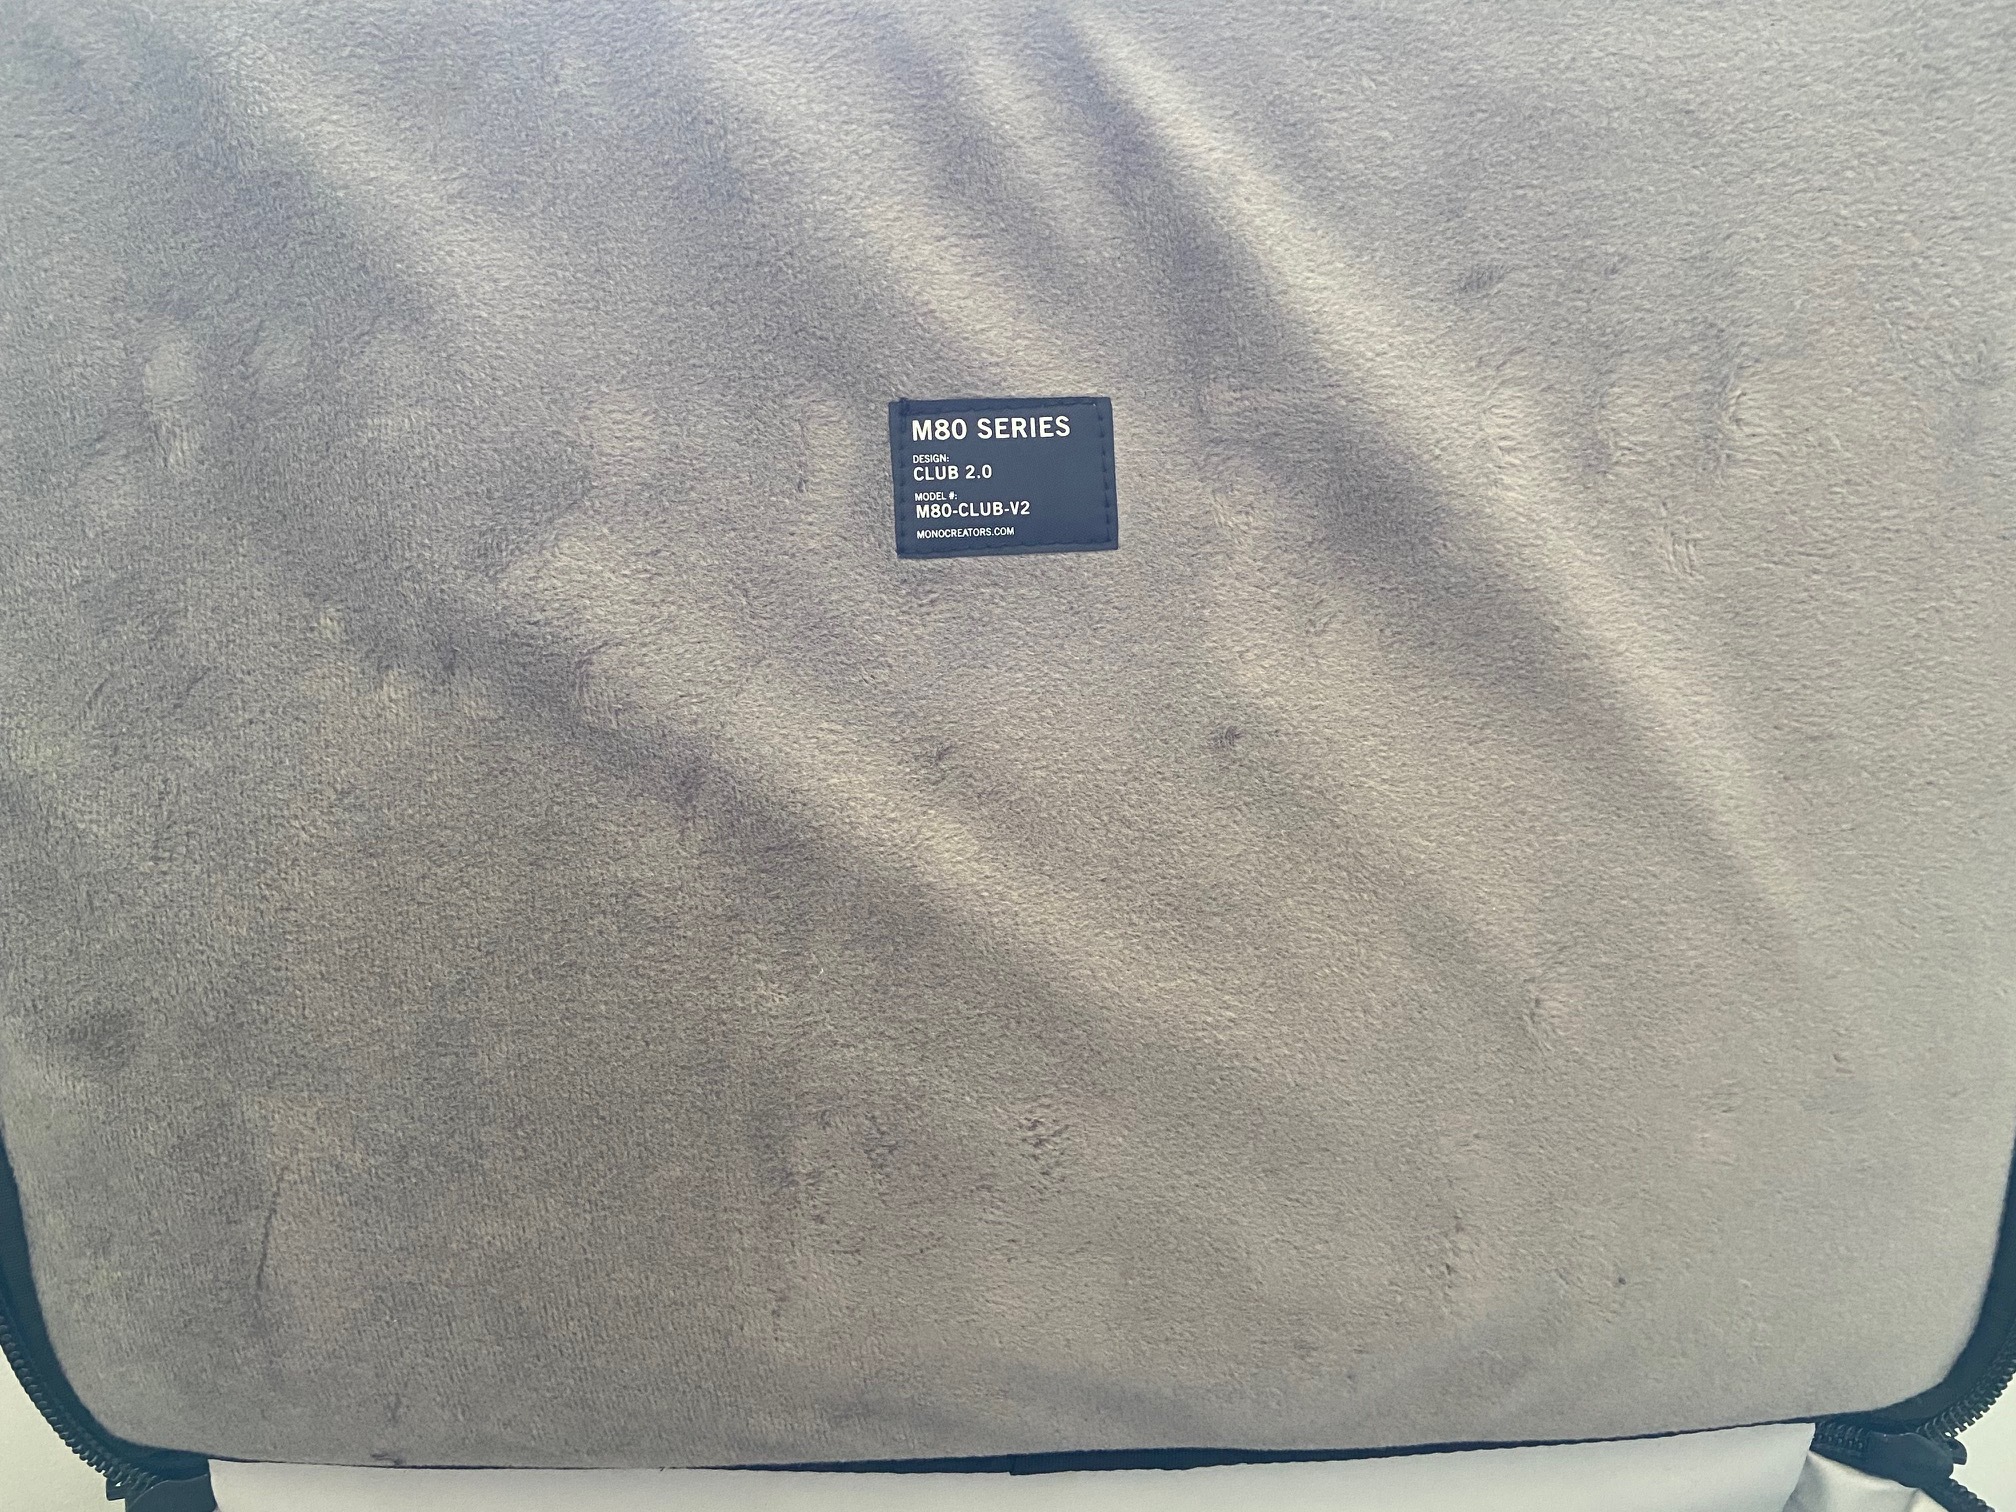 M80 SERIES
DESIGN:
CLUB 2.0
MODEL #:
M80-CLUB-V2
MONOCREATORS.COM